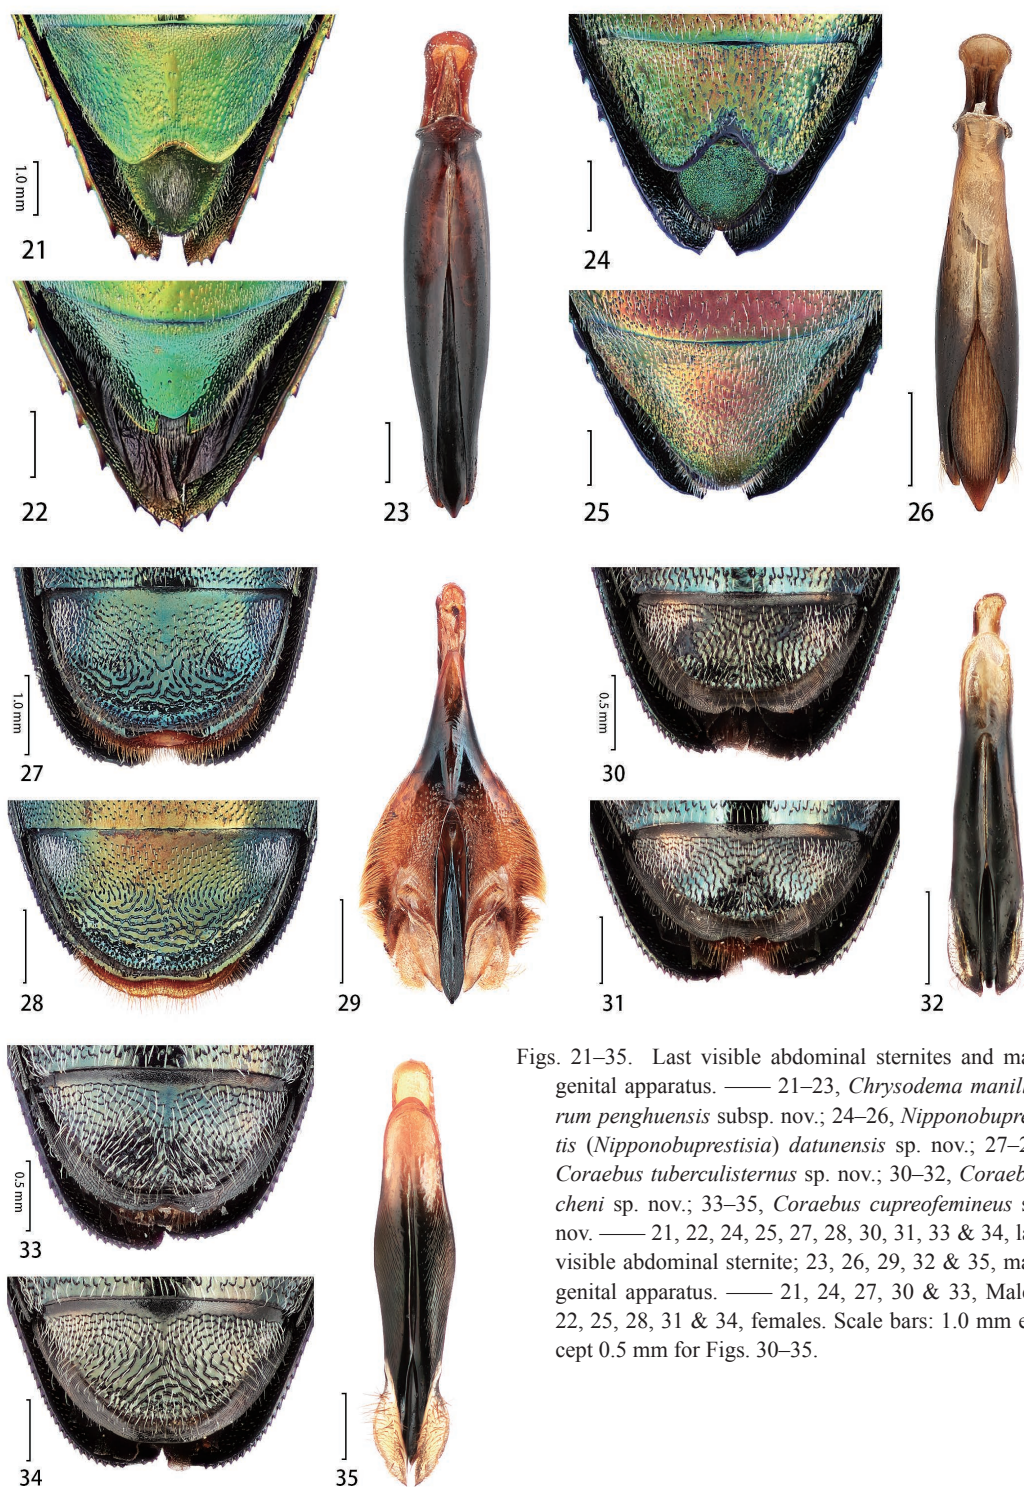 1.0 mm
21
22
23
24
25
26
1.0 mm
27
28
29
0.5 mm
30
31
32
0.5 mm
33
34
35
Figs. 21–35. Last visible abdominal sternites and ma
genital apparatus. —— 21–23, Chrysodema manill
rum penghuensis subsp. nov.; 24–26, Nipponobupre
tis (Nipponobuprestisia) datunensis sp. nov.; 27–2
Coraebus tuberculisternus sp. nov.; 30–32, Coraeb
cheni sp. nov.; 33–35, Coraebus cupreofemineus s
nov. —— 21, 22, 24, 25, 27, 28, 30, 31, 33 & 34, la
visible abdominal sternite; 23, 26, 29, 32 & 35, ma
genital apparatus. —— 21, 24, 27, 30 & 33, Male
22, 25, 28, 31 & 34, females. Scale bars: 1.0 mm e
cept 0.5 mm for Figs. 30–35.